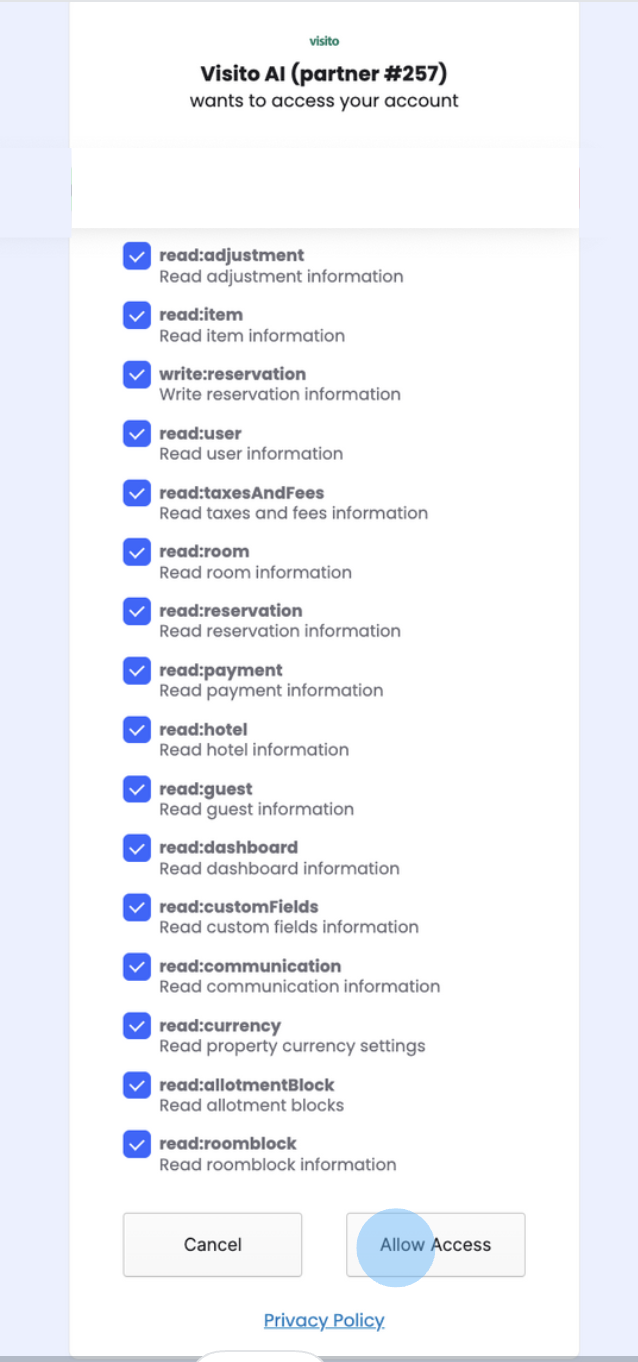 visito
Visito AI (partner #257)
wants to access your account
read:adjustment
Read adjustment information
read:item
Read item information
write:reservation
Write reservation information
read:user
Read user information
read:taxesAndFees
Read taxes and fees information
read:room
Read room information
read:reservation
Read reservation information
read:payment
Read payment information
read:hotel
Read hotel information
read:guest
Read guest information
read:dashboard
Read dashboard information
read:customFields
Read custom fields information
read:communication
Read communication information
read:currency
Read property currency settings
read:allotmentBlock
Read allotment blocks
read:roomblock
Read roomblock information
Cancel
Allow Access
Privacy Policy